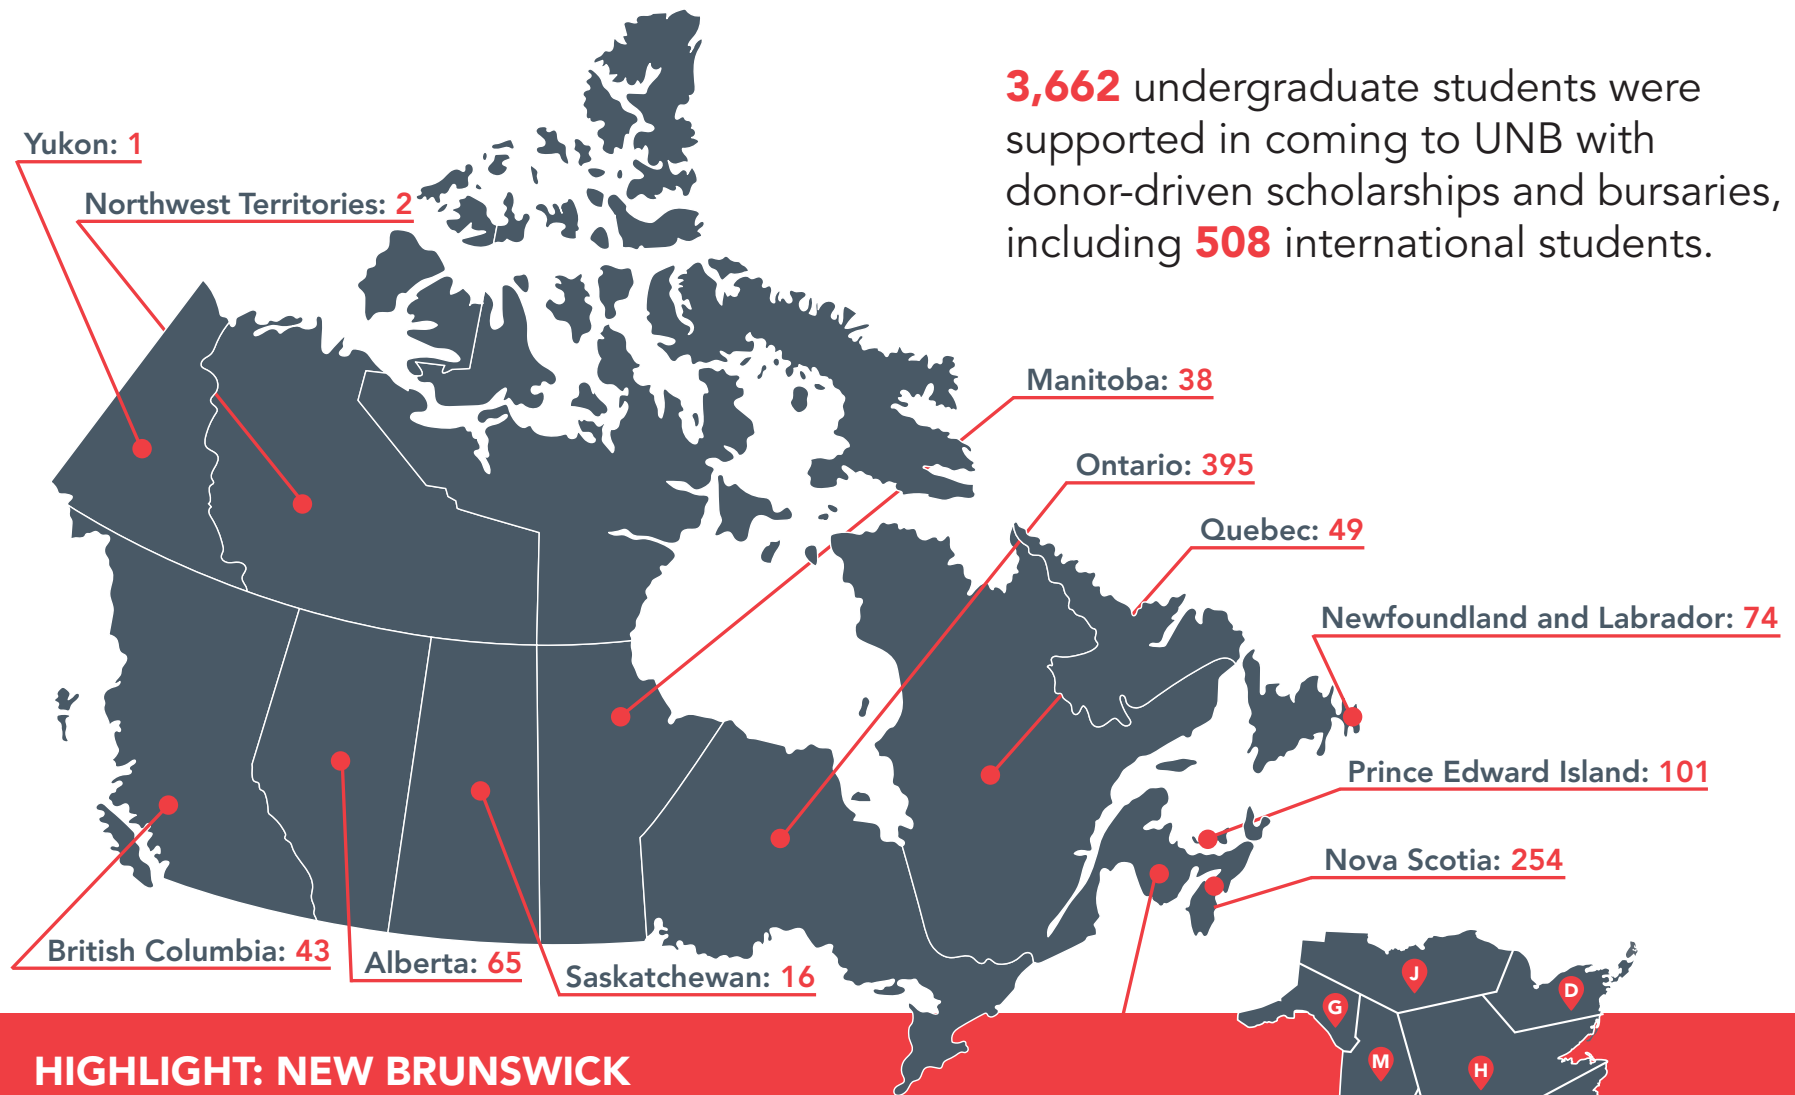 3,662 undergraduate students were
supported in coming to UNB with
donor-driven scholarships and bursaries,
including 508 international students.
Yukon: 1
Northwest Territories: 2
Manitoba: 38
Ontario: 395
Quebec: 49
Newfoundland and Labrador: 74
Prince Edward Island: 101
Nova Scotia: 254
British Columbia: 43
Alberta: 65
Saskatchewan: 16
J
D
G
M
H
HIGHLIGHT: NEW BRUNSWICK